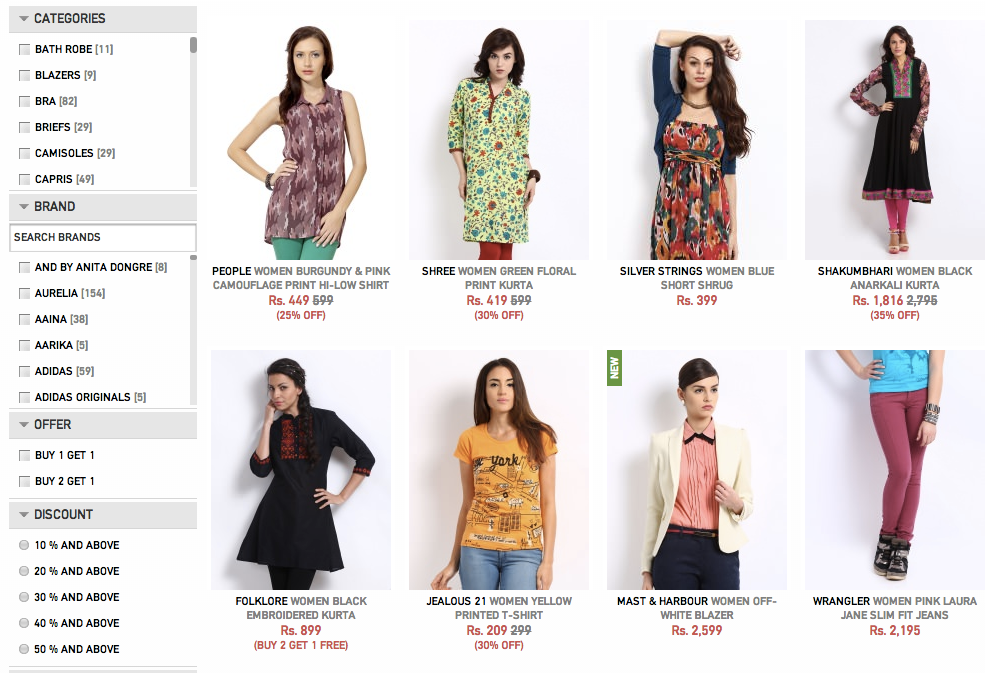 CATEGORIES
BATH ROBE [11]
BLAZERS [9]
BRA [82]
BRIEFS [29]
CAMISOLES [29]
CAPRIS [49]
BRAND
SEARCH BRANDS
AND BY ANITA DONGRE [8]
AURELIA [154]
AAINA [38]
AARIKA [5]
ADIDAS [59]
ADIDAS ORIGINALS [5]
OFFER
BUY 1 GET 1
BUY 2 GET 1
DISCOUNT
10 % AND ABOVE
20 % AND ABOVE
30 % AND ABOVE
40 % AND ABOVE
50 % AND ABOVE
PEOPLE WOMEN BURGUNDY & PINK
CAMOUFLAGE PRINT HI-LOW SHIRT
Rs. 449 599
(25% OFF)
SHREE WOMEN GREEN FLORAL
PRINT KURTA
Rs. 419 599
(30% OFF)
SILVER STRINGS WOMEN BLUE
SHORT SHRUG
Rs. 399
SHAKUMBHARI WOMEN BLACK
ANARKALI KURTA
Rs. 1,816 2,795
(35% OFF)
FOLKLORE WOMEN BLACK
EMBROIDERED KURTA
Rs. 899
(BUY 2 GET 1 FREE)
york
JEALOUS 21 WOMEN YELLOW
PRINTED T-SHIRT
Rs. 209 299
(30% OFF)
NEW
MAST & HARBOUR WOMEN OFF-
WHITE BLAZER
Rs. 2,599
WRANGLER WOMEN PINK LAURA
JANE SLIM FIT JEANS
Rs. 2,195